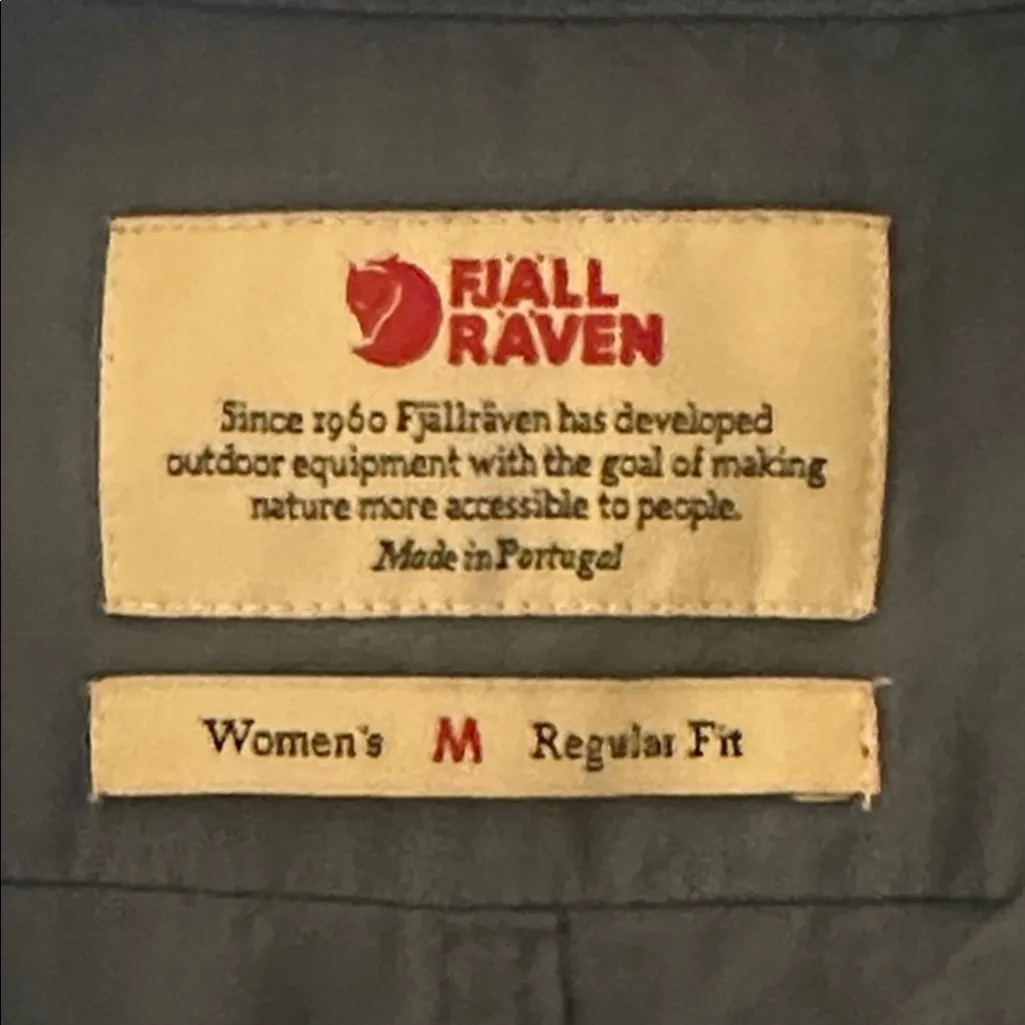 FJÄLL
RÄVEN
Since 1960 Fjällräven has developed
outdoor equipment with the goal of making
nature more accessible to people.
Made in Portugal
Women's M Regular Fit